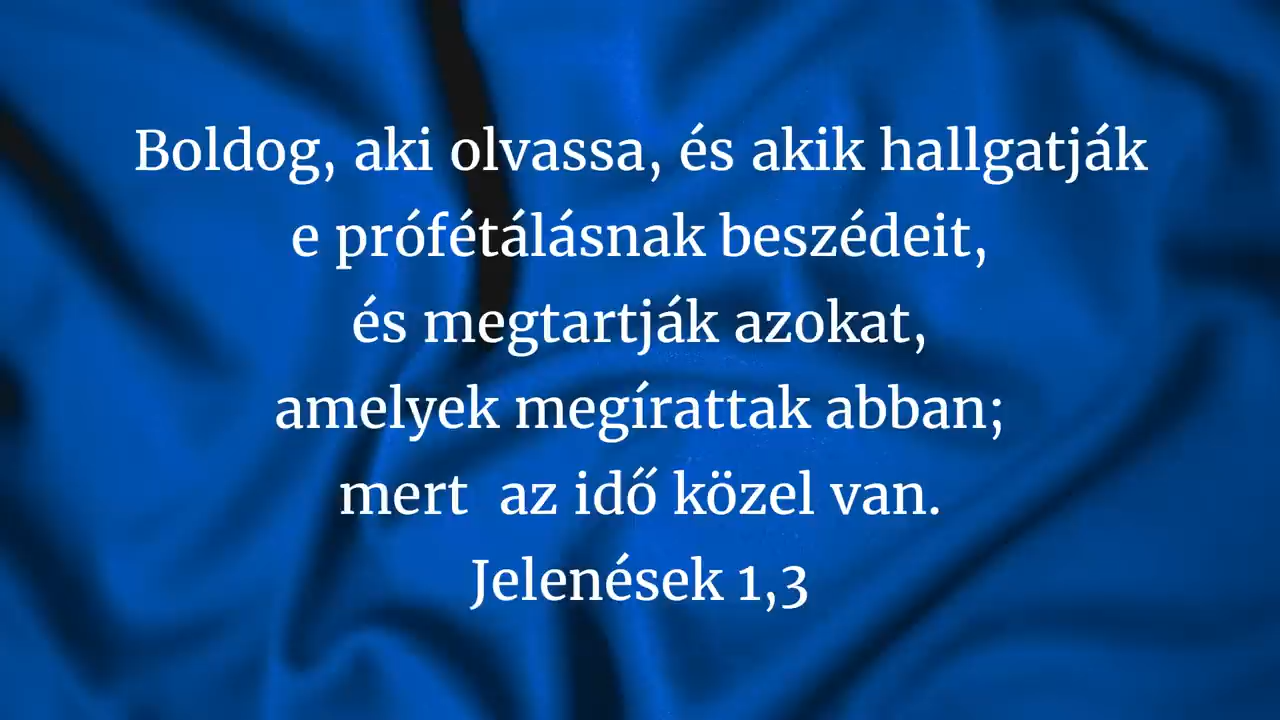 Boldog, aki olvassa, és akik hallgatják
e prófétálásnak beszédeit,
és megtartják azokat,
amelyek megírattak abban;
mert  az idő közel van.
Jelenések 1,3